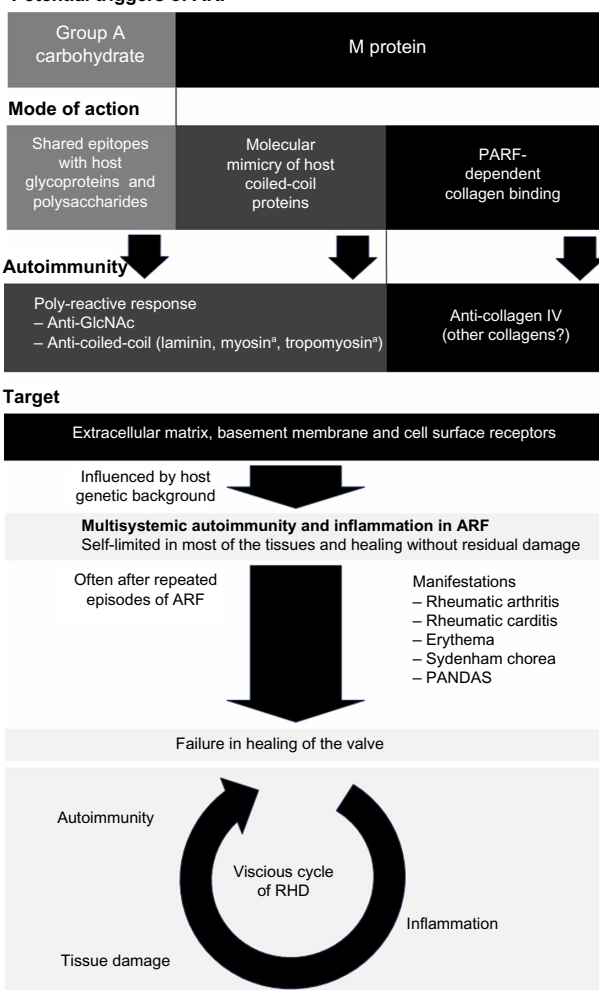 Potential triggers of ARF
Group A
carbohydrate
M protein
Mode of action
Shared epitopes
with host
glycoproteins and
polysaccharides
Molecular
mimicry of host
coiled-coil
proteins
PARF-
dependent
collagen binding
Autoimmunity
Poly-reactive response
– Anti-GlcNAc
– Anti-coiled-coil (laminin, myosinᵃ, tropomyosinᵃ)
Anti-collagen IV
(other collagens?)
Target
Extracellular matrix, basement membrane and cell surface receptors
Influenced by host
genetic background
Multisystemic autoimmunity and inflammation in ARF
Self-limited in most of the tissues and healing without residual damage
Often after repeated
episodes of ARF
Manifestations
– Rheumatic arthritis
– Rheumatic carditis
– Erythema
– Sydenham chorea
– PANDAS
Failure in healing of the valve
Autoimmunity
Viscious cycle
of RHD
Inflammation
Tissue damage